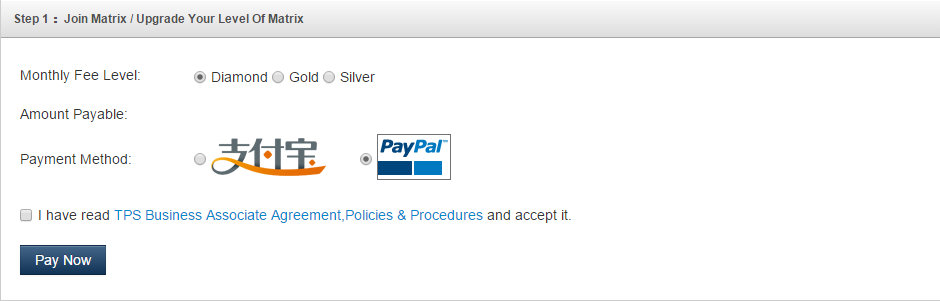 Step 1： Join Matrix / Upgrade Your Level Of Matrix
Monthly Fee Level: Diamond Gold Silver
Amount Payable:
Payment Method: 支付宝 PayPal™
I have read TPS Business Associate Agreement,Policies & Procedures and accept it.
Pay Now